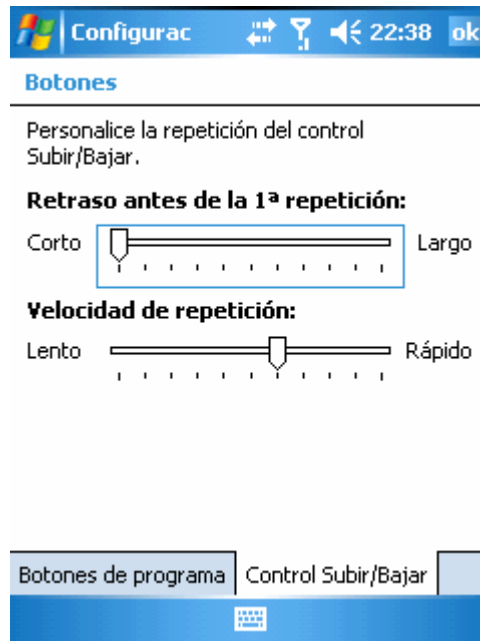 Configurac 22:38 ok
Botones
Personalice la repetición del control
Subir/Bajar.
Retraso antes de la 1ª repetición:
Corto Largo
Velocidad de repetición:
Lento Rápido
Botones de programa Control Subir/Bajar